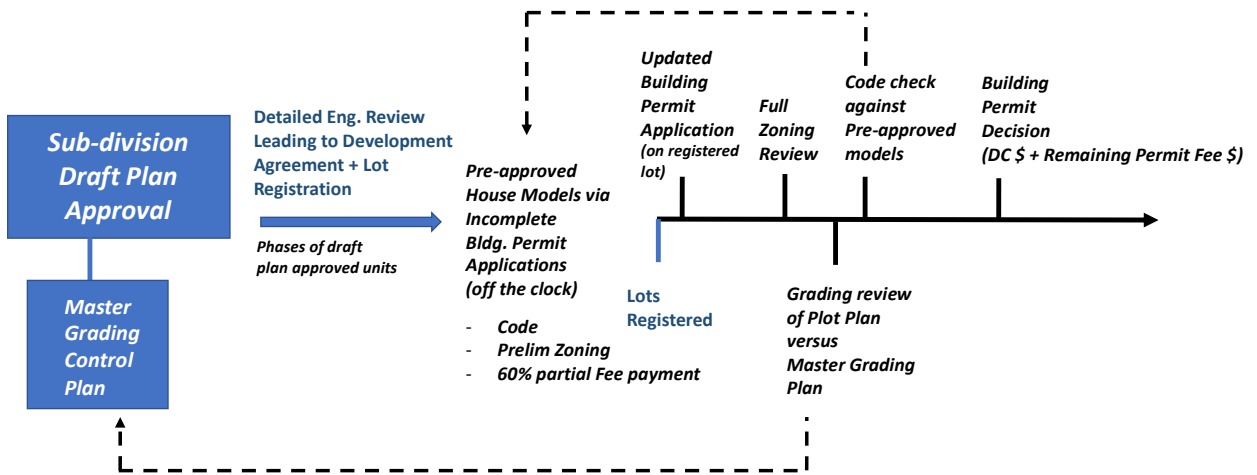 Sub-division
Draft Plan
Approval
Master
Grading
Control
Plan
Detailed Eng. Review
Leading to Development
Agreement + Lot
Registration
Phases of draft
plan approved units
Pre-approved
House Models via
Incomplete
Bldg. Permit
Applications
(off the clock)
- Code
- Prelim Zoning
- 60% partial Fee payment
Lots
Registered
Updated
Building
Permit
Application
(on registered
lot)
Full
Zoning
Review
Code check
against
Pre-approved
models
Building
Permit
Decision
(DC $ + Remaining Permit Fee $)
Grading review
of Plot Plan
versus
Master Grading
Plan